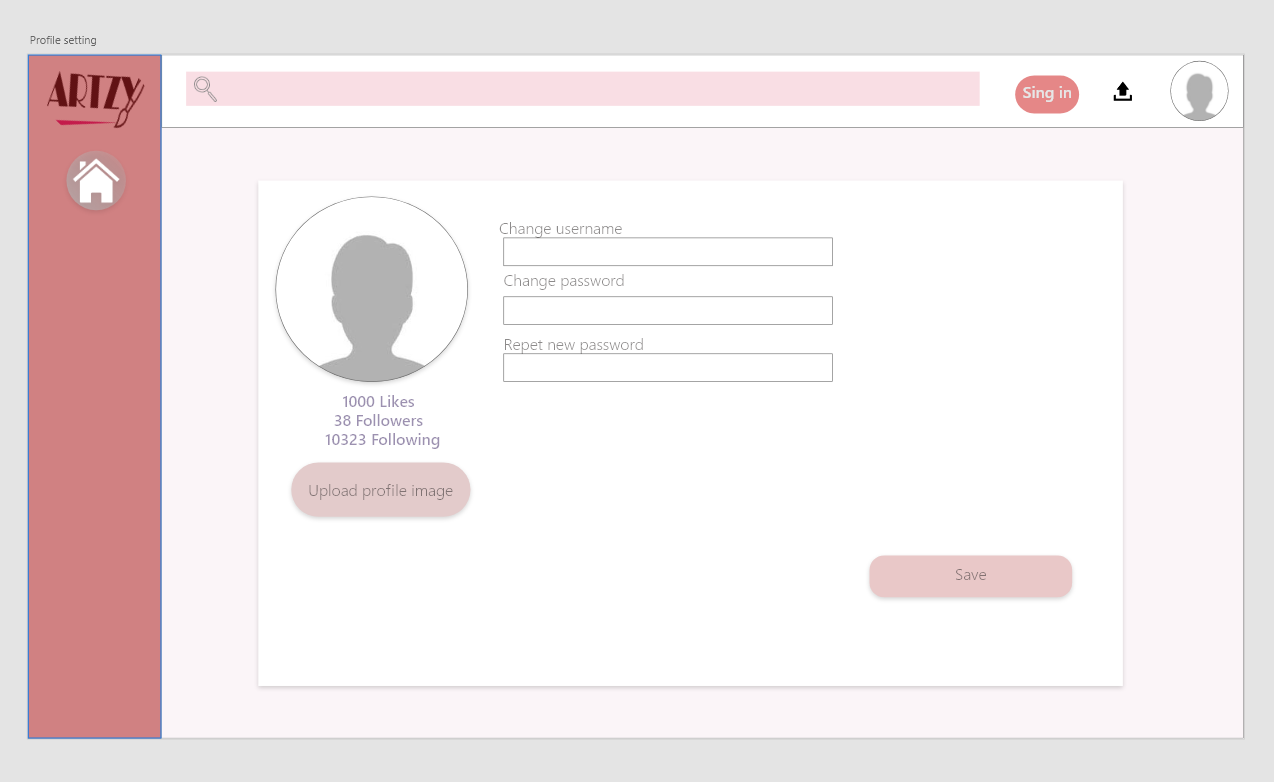 Profile setting
ARTZY
Sing in
Change username
Change password
Repet new password
1000 Likes
38 Followers
10323 Following
Upload profile image
Save